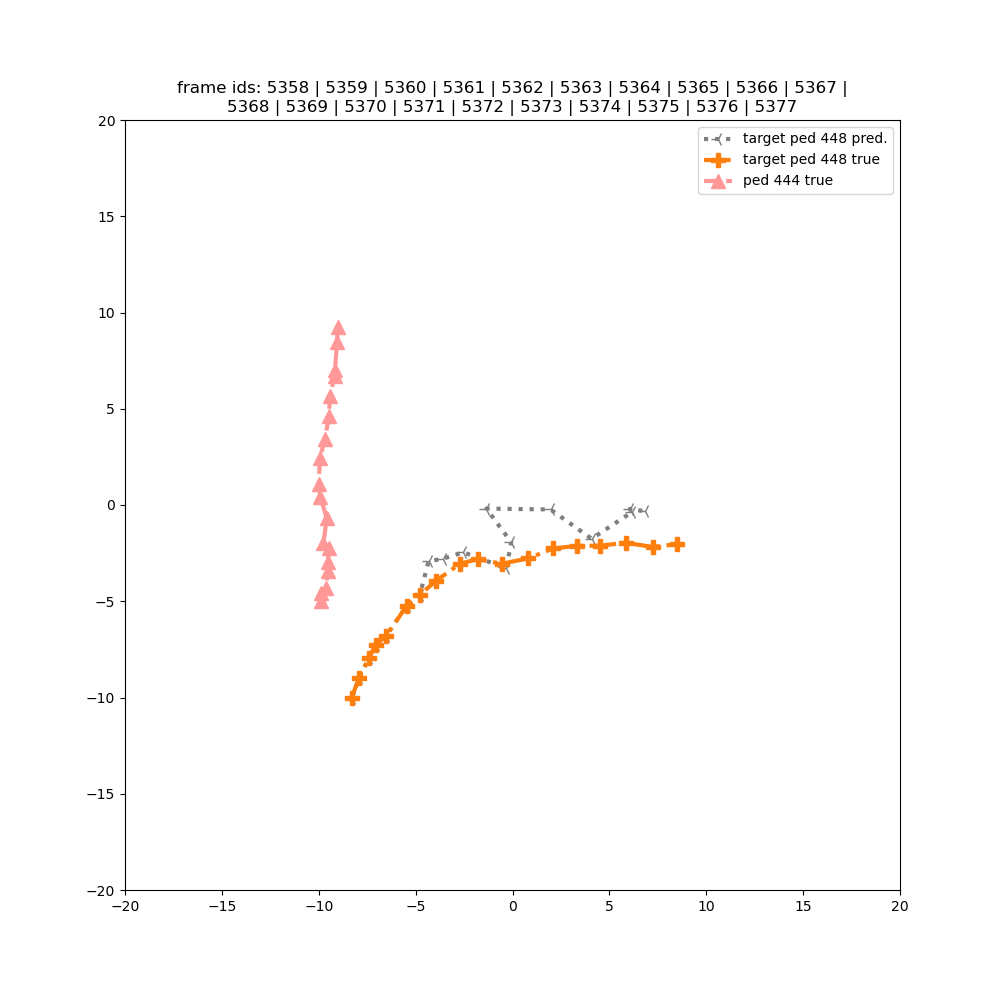 frame ids: 5358 | 5359 | 5360 | 5361 | 5362 | 5363 | 5364 | 5365 | 5366 | 5367 |
5368 | 5369 | 5370 | 5371 | 5372 | 5373 | 5374 | 5375 | 5376 | 5377
target ped 448 pred.
target ped 448 true
ped 444 true
20
15
10
5
0
−5
−10
−15
−20
−20 −15 −10 −5 0 5 10 15 20